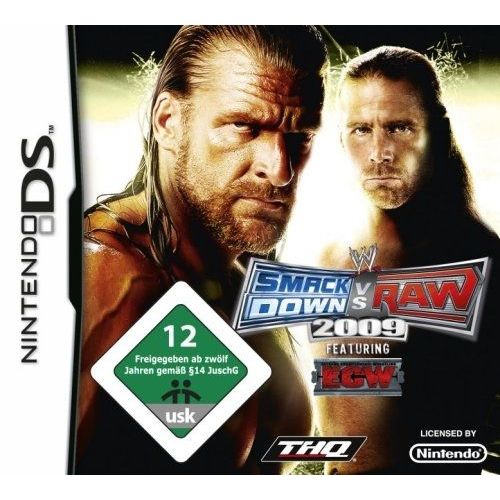 NINTENDO DS™
W
SMACK
DOWN
VS
RAW
2009
FEATURING
ECW
12
Freigegeben ab zwölf
Jahren gemäß §14 JuschG
usk
THQ
LICENSED BY
Nintendo